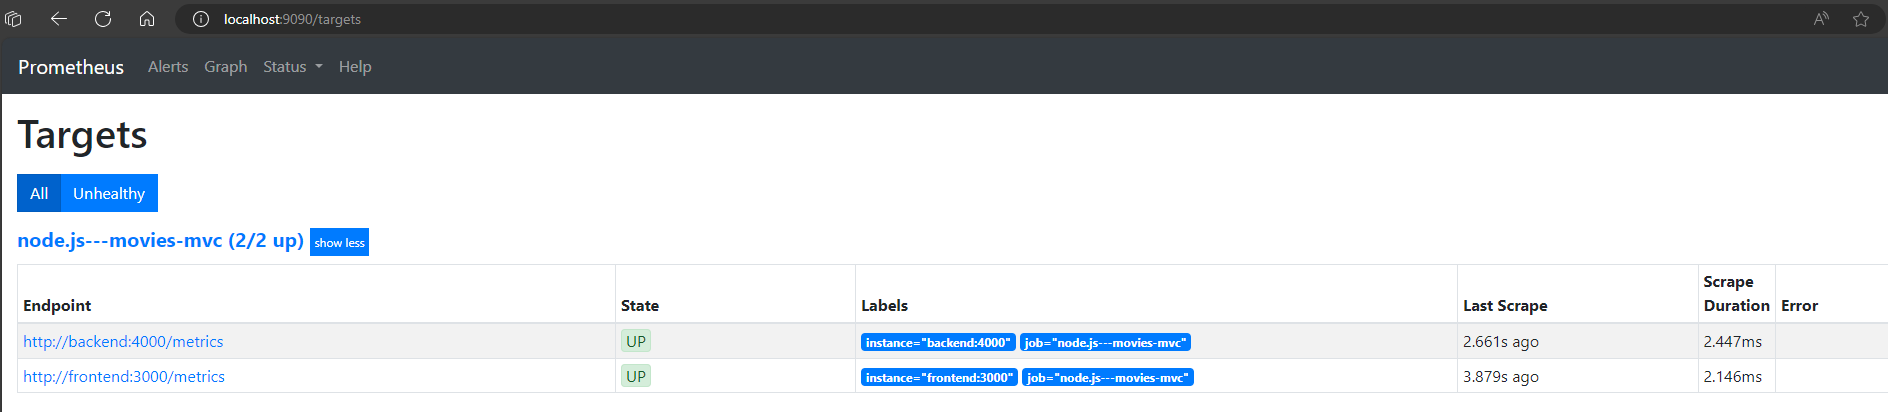 localhost:9090/targets
Prometheus Alerts Graph Status Help
Targets
All Unhealthy
node.js---movies-mvc (2/2 up) show less
Endpoint State Labels Last Scrape Scrape Duration Error
http://backend:4000/metrics UP instance="backend:4000" job="node.js---movies-mvc" 2.661s ago 2.447ms
http://frontend:3000/metrics UP instance="frontend:3000" job="node.js---movies-mvc" 3.879s ago 2.146ms